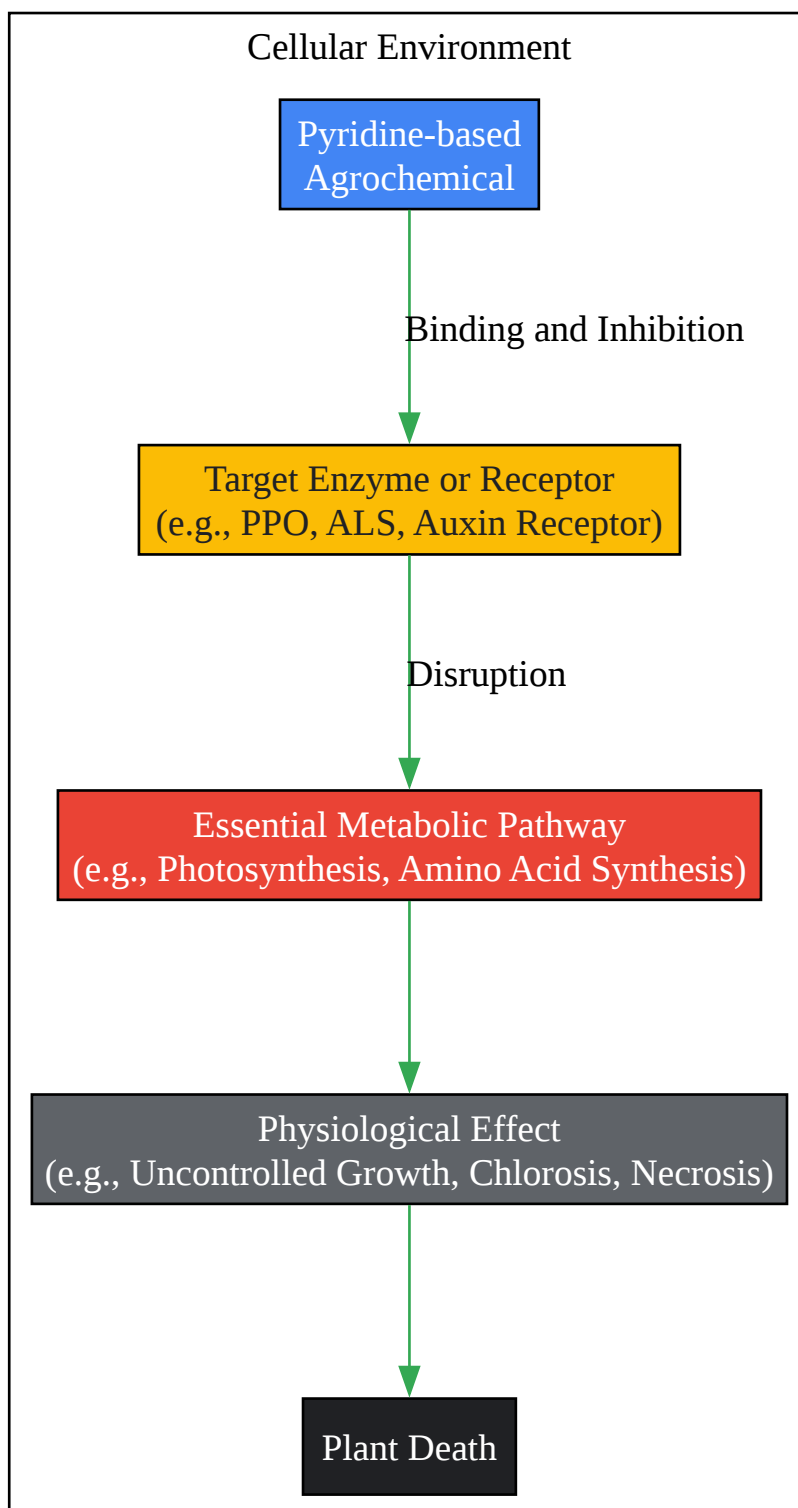 Cellular Environment
Pyridine-based
Agrochemical
Binding and Inhibition
Target Enzyme or Receptor
(e.g., PPO, ALS, Auxin Receptor)
Disruption
Essential Metabolic Pathway
(e.g., Photosynthesis, Amino Acid Synthesis)
Physiological Effect
(e.g., Uncontrolled Growth, Chlorosis, Necrosis)
Plant Death